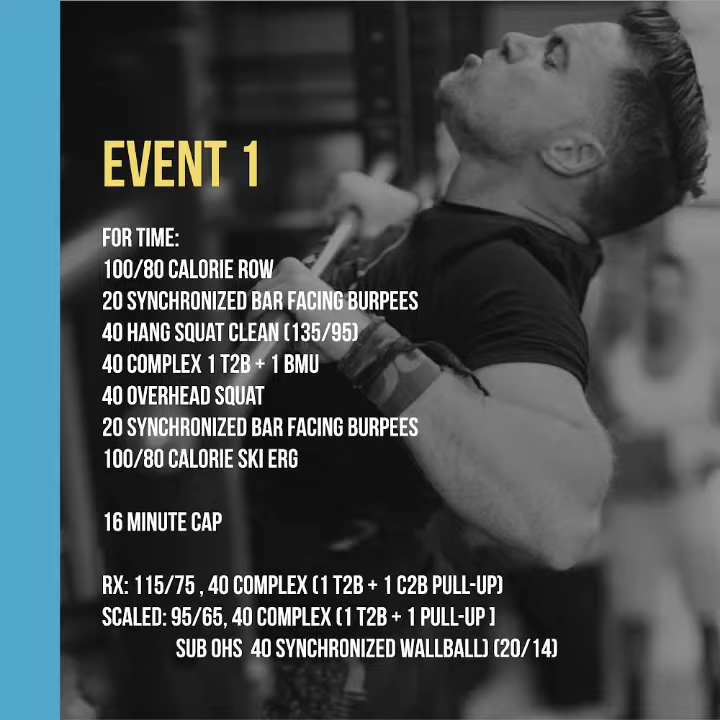 EVENT 1
FOR TIME:
100/80 CALORIE ROW
20 SYNCHRONIZED BAR FACING BURPEES
40 HANG SQUAT CLEAN (135/95)
40 COMPLEX 1 T2B + 1 BMU
40 OVERHEAD SQUAT
20 SYNCHRONIZED BAR FACING BURPEES
100/80 CALORIE SKI ERG
16 MINUTE CAP
RX: 115/75 , 40 COMPLEX (1 T2B + 1 C2B PULL-UP)
SCALED: 95/65, 40 COMPLEX (1 T2B + 1 PULL-UP ]
SUB OHS 40 SYNCHRONIZED WALLBALL) (20/14)